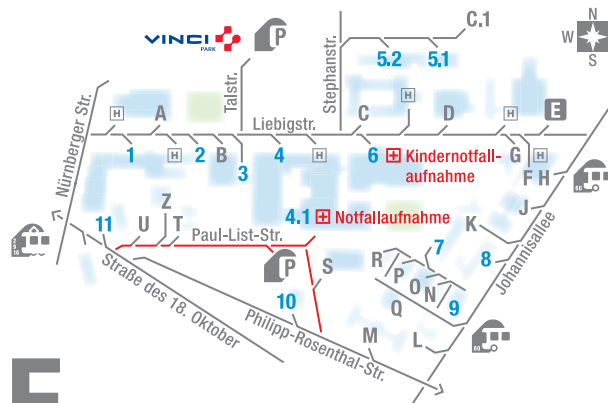 C.1
N
W
S
VINCI
PARK
P
5.2
5.1
Talstr.
Stephanstr.
Nürnberger Str.
H
A
Liebigstr.
C
H
D
H
E
1
H
2
B
3
4
H
6
Kindernotfall-
aufnahme
G
H
F
H
J
K
Johannisallee
4.1
Notfallaufnahme
Z
11
U
T
Paul-List-Str.
P
S
7
8
R
P
O
N
9
Q
Straße des 18. Oktober
10
Philipp-Rosenthal-Str.
M
L
60